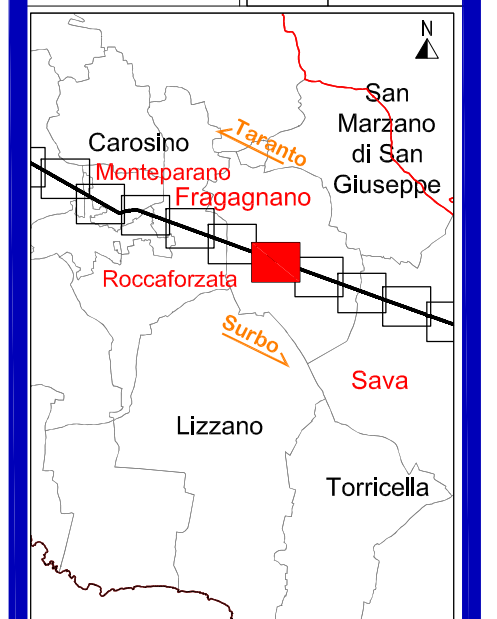 N
San
Marzano
di San
Giuseppe
Taranto
Carosino
Monteparano
Fragagnano
Roccaforzata
Surbo
Sava
Lizzano
Torricella